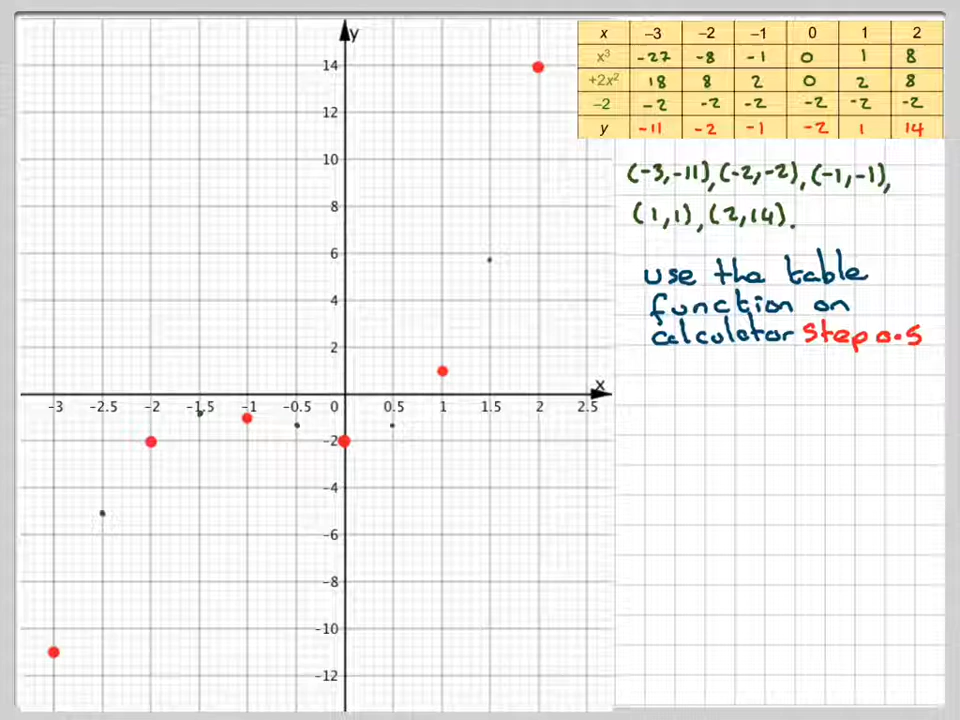 y
14
12
10
8
6
4
2
x
-3 -2.5 -2 -1.5 -1 -0.5 0 0.5 1 1.5 2 2.5
-2
-4
-6
-8
-10
-12
x -3 -2 -1 0 1 2
x³ -27 -8 -1 0 1 8
+2x² 18 8 2 0 2 8
-2 -2 -2 -2 -2 -2 -2
y -11 -2 -1 -2 1 14
(-3,-11), (-2,-2), (-1,-1),
(1,1), (2,14).
use the table
function on
calculator Step 0.5